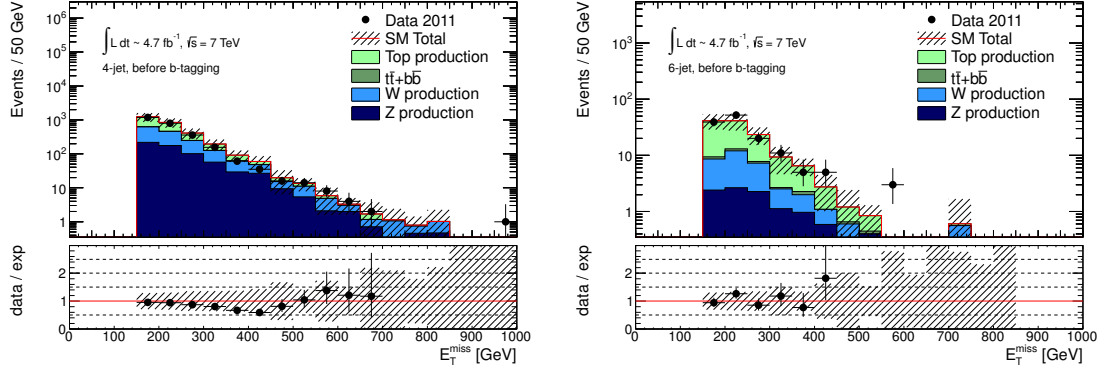 Events / 50 GeV
10⁶
10⁵
10⁴
10³
10²
10
1
∫ L dt ~ 4.7 fb⁻¹, √s = 7 TeV
4-jet, before b-tagging
Data 2011
SM Total
Top production
tt̄+bb̄
W production
Z production
data / exp
2
1
0
0 100 200 300 400 500 600 700 800 900 1000
E_T^miss [GeV]
Events / 50 GeV
10³
10²
10
1
∫ L dt ~ 4.7 fb⁻¹, √s = 7 TeV
6-jet, before b-tagging
Data 2011
SM Total
Top production
tt̄+bb̄
W production
Z production
data / exp
2
1
0
0 100 200 300 400 500 600 700 800 900 1000
E_T^miss [GeV]